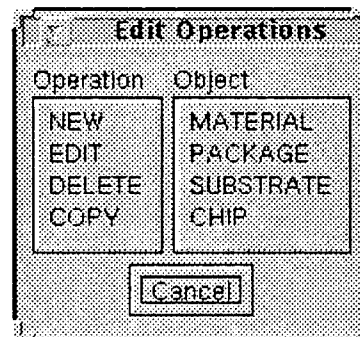 Edit Operations
Operation Object
NEW MATERIAL
EDIT PACKAGE
DELETE SUBSTRATE
COPY CHIP
Cancel